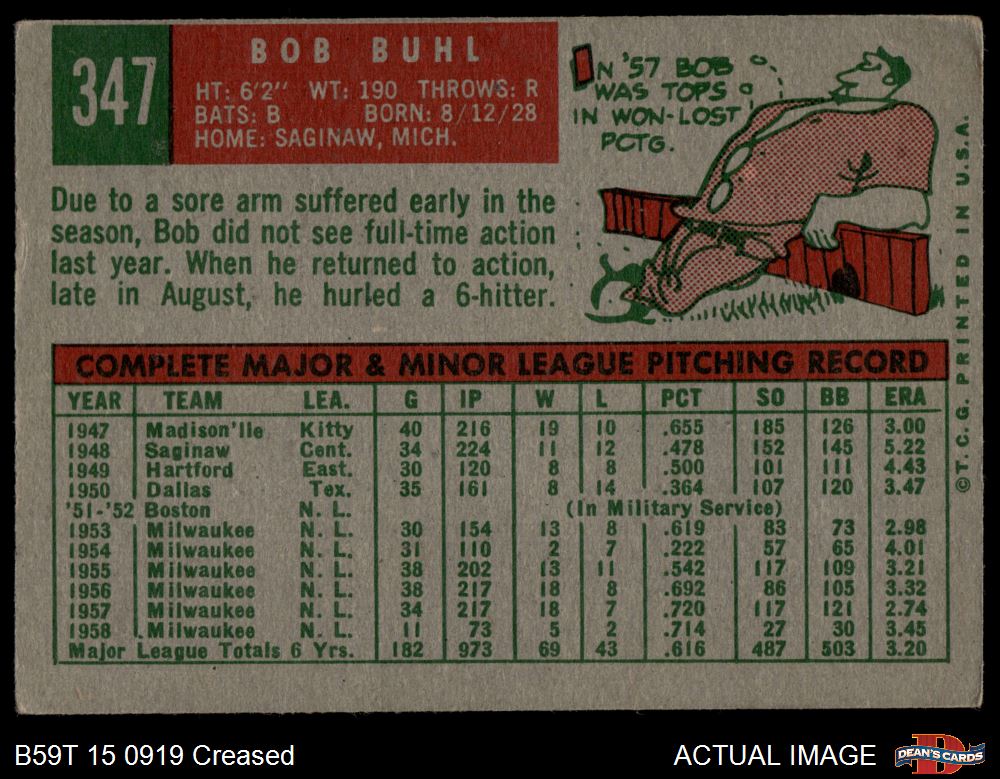 347
BOB BUHL
HT: 6'2" WT: 190 THROWS: R
BATS: B BORN: 8/12/28
HOME: SAGINAW, MICH.
IN '57 BOB
WAS TOPS
IN WON-LOST
PCTG.
Due to a sore arm suffered early in the
season, Bob did not see full-time action
last year. When he returned to action,
late in August, he hurled a 6-hitter.
COMPLETE MAJOR & MINOR LEAGUE PITCHING RECORD
YEAR TEAM LEA. G IP W L PCT SO BB ERA
1947 Madison'lle Kitty 40 216 19 10 .655 185 126 3.00
1948 Saginaw Cent. 34 224 11 12 .478 152 145 5.22
1949 Hartford East. 30 120 8 8 .500 101 111 4.43
1950 Dallas Tex. 35 161 8 14 .364 107 120 3.47
'51-'52 Boston N. L. (In Military Service)
1953 Milwaukee N. L. 30 154 13 8 .619 83 73 2.98
1954 Milwaukee N. L. 31 110 2 7 .222 57 65 4.01
1955 Milwaukee N. L. 38 202 13 11 .542 117 109 3.21
1956 Milwaukee N. L. 38 217 18 8 .692 86 105 3.32
1957 Milwaukee N. L. 34 217 18 7 .720 117 121 2.74
1958 Milwaukee N. L. 11 73 5 2 .714 27 30 3.45
Major League Totals 6 Yrs. 182 973 69 43 .616 487 503 3.20
© T. C. G. PRINTED IN U.S.A.
B59T 15 0919 Creased
ACTUAL IMAGE
DEAN'S CARDS